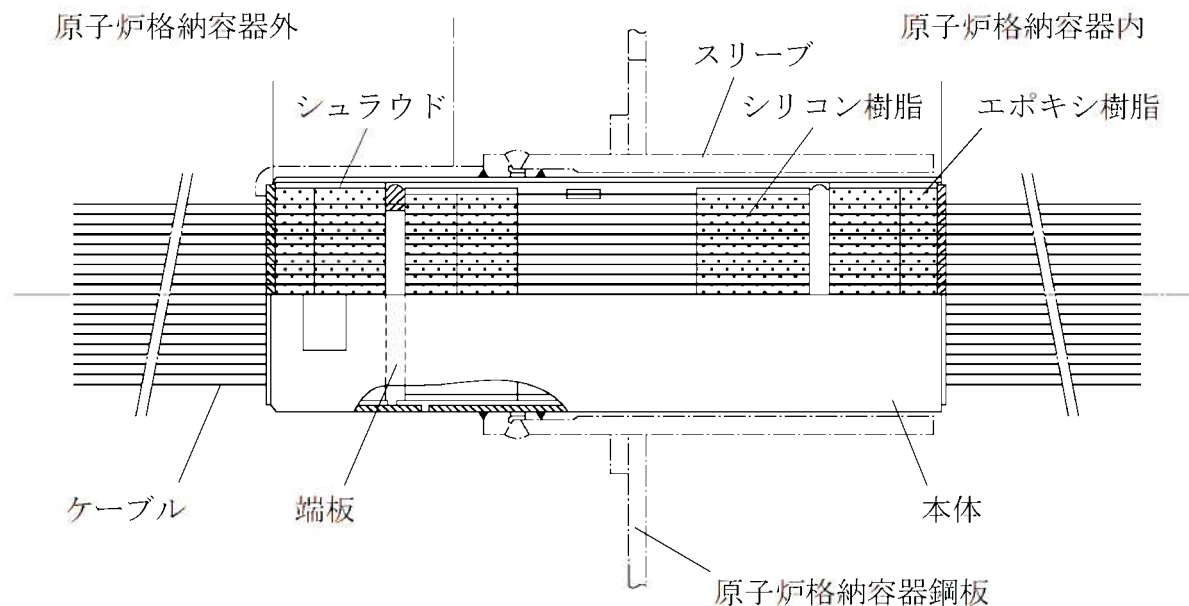 原子炉格納容器外
原子炉格納容器内
スリーブ
シュラウド
シリコン樹脂
エポキシ樹脂
ケーブル
端板
本体
原子炉格納容器鋼板